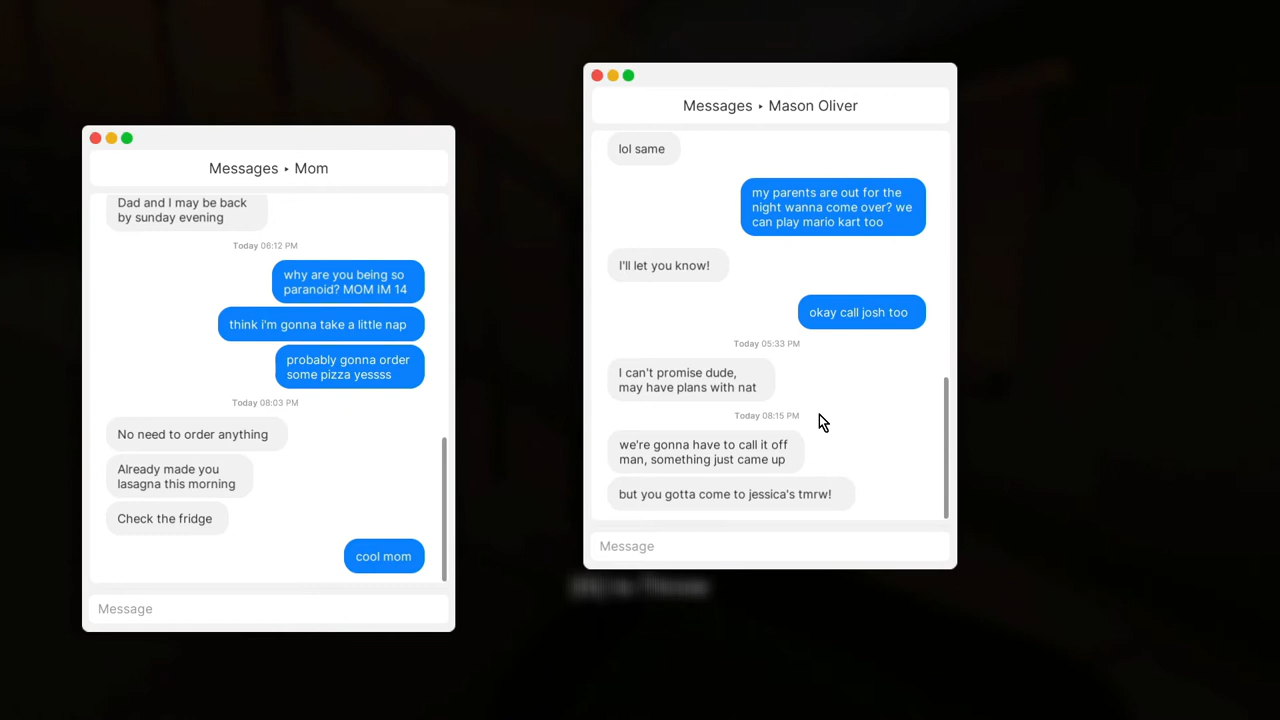 Messages ▸ Mom
Dad and I may be back
by sunday evening
Today 06:12 PM
why are you being so
paranoid? MOM IM 14
think i'm gonna take a little nap
probably gonna order
some pizza yessss
Today 08:03 PM
No need to order anything
Already made you
lasagna this morning
Check the fridge
cool mom
Message
Messages ▸ Mason Oliver
lol same
my parents are out for the
night wanna come over? we
can play mario kart too
I'll let you know!
okay call josh too
Today 05:33 PM
I can't promise dude,
may have plans with nat
Today 08:15 PM
we're gonna have to call it off
man, something just came up
but you gotta come to jessica's tmrw!
Message